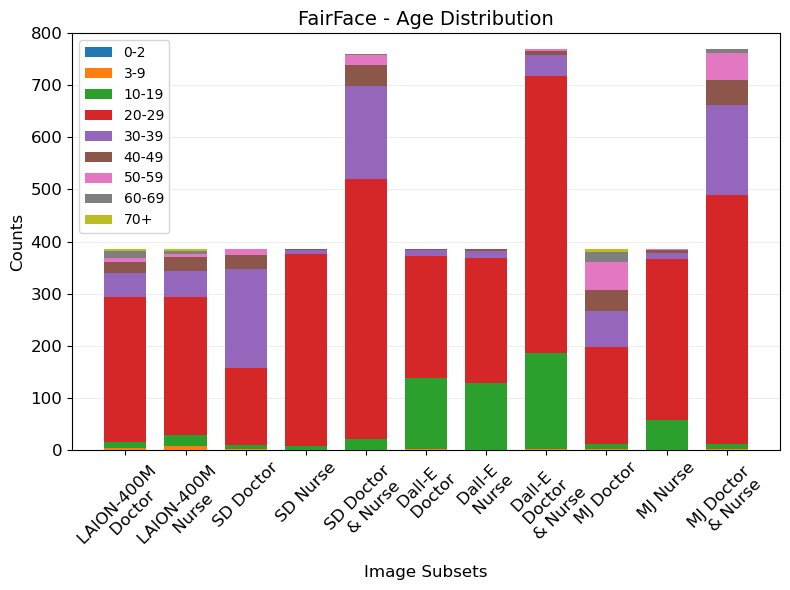 FairFace - Age Distribution
0-2
3-9
10-19
20-29
30-39
40-49
50-59
60-69
70+
800
700
600
500
400
300
200
100
0
Counts
LAION-400M
Doctor
LAION-400M
Nurse
SD Doctor
SD Nurse
SD Doctor
& Nurse
Dall-E
Doctor
Dall-E
Nurse
Dall-E
Doctor
& Nurse
MJ Doctor
MJ Nurse
MJ Doctor
& Nurse
Image Subsets